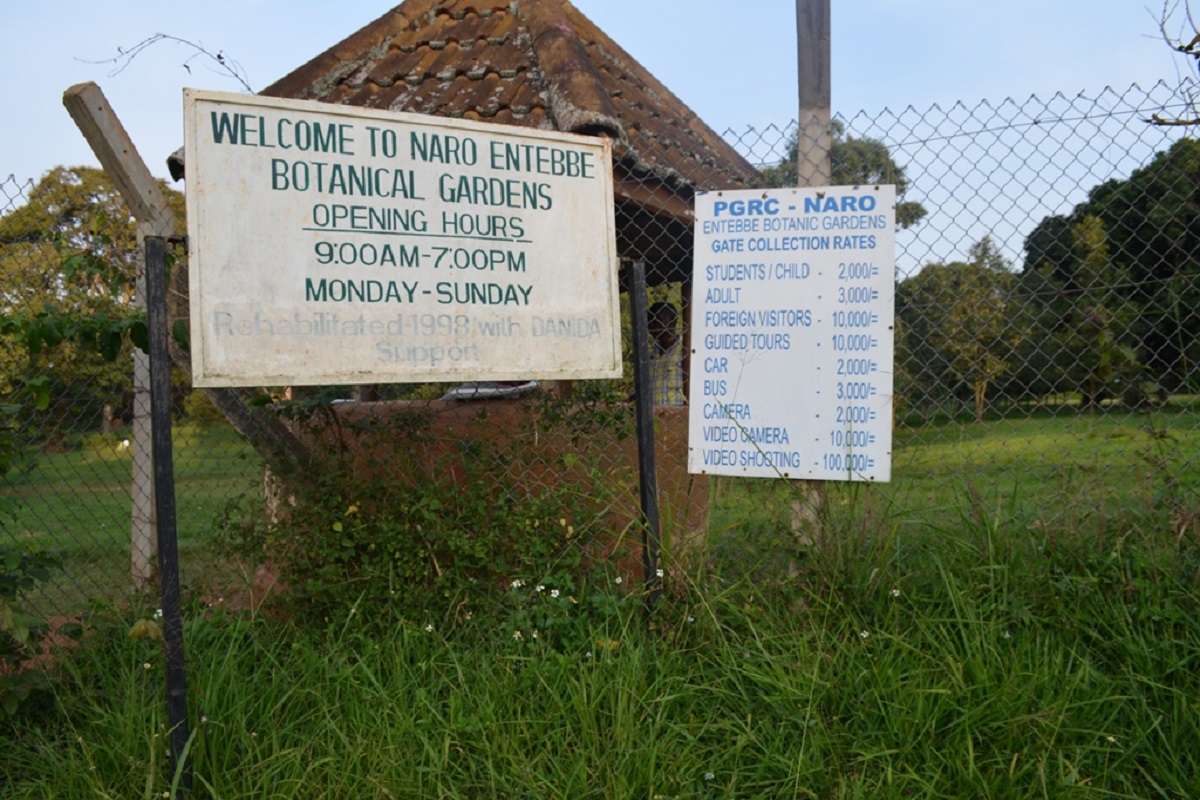 WELCOME TO NARO ENTEBBE
BOTANICAL GARDENS
OPENING HOURS
9:00AM-7:00PM
MONDAY-SUNDAY
Rehabilitated 1998 with DANIDA
Support
PGRC - NARO
ENTEBBE BOTANIC GARDENS
GATE COLLECTION RATES
STUDENTS / CHILD - 2,000/=
ADULT - 3,000/=
FOREIGN VISITORS - 10,000/=
GUIDED TOURS - 10,000/=
CAR - 2,000/=
BUS - 3,000/=
CAMERA - 2,000/=
VIDEO CAMERA - 10,000/=
VIDEO SHOOTING - 100,000/=